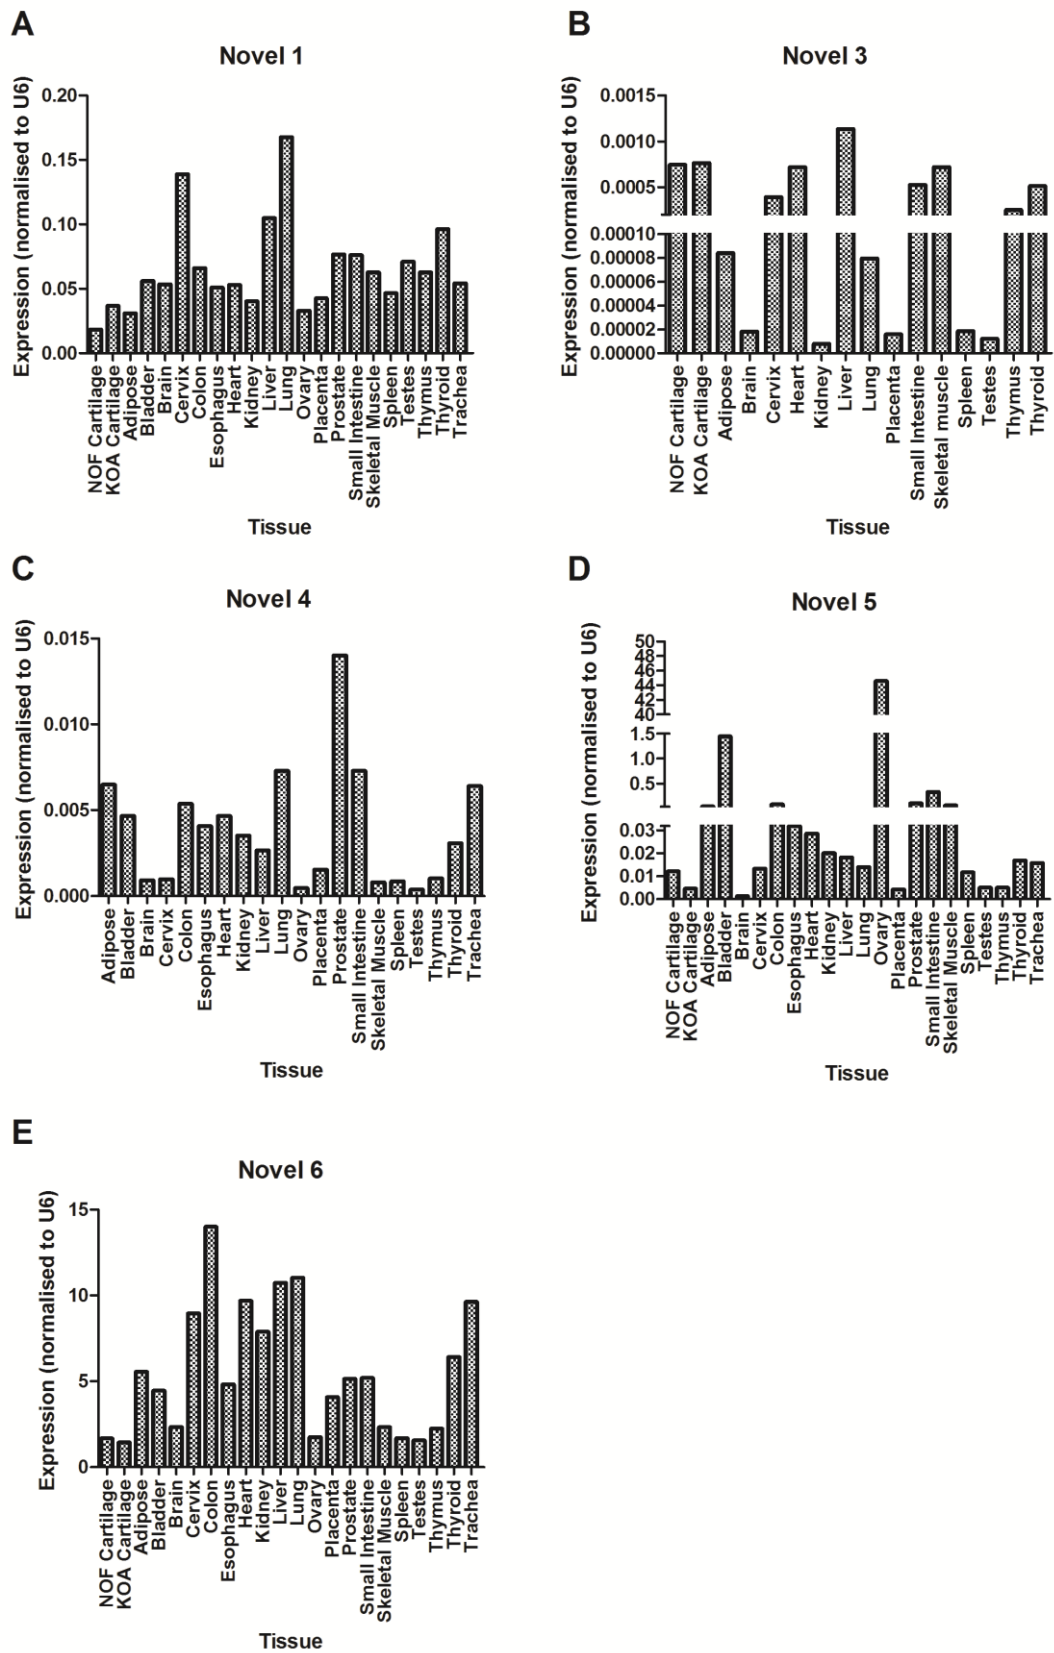 A
Novel 1
Expression (normalised to U6)
0.20
0.15
0.10
0.05
0.00
NOF Cartilage
KOA Cartilage
Adipose
Bladder
Brain
Cervix
Colon
Esophagus
Heart
Kidney
Liver
Lung
Ovary
Placenta
Prostate
Small Intestine
Skeletal Muscle
Spleen
Testes
Thymus
Thyroid
Trachea
Tissue
B
Novel 3
Expression (normalised to U6)
0.0015
0.0010
0.0005
0.00010
0.00008
0.00006
0.00004
0.00002
0.00000
NOF Cartilage
KOA Cartilage
Adipose
Brain
Cervix
Heart
Kidney
Liver
Lung
Placenta
Small Intestine
Skeletal muscle
Spleen
Testes
Thymus
Thyroid
Tissue
C
Novel 4
Expression (normalised to U6)
0.015
0.010
0.005
0.000
Adipose
Bladder
Brain
Cervix
Colon
Esophagus
Heart
Kidney
Liver
Lung
Ovary
Placenta
Prostate
Small Intestine
Skeletal Muscle
Spleen
Testes
Thymus
Thyroid
Trachea
Tissue
D
Novel 5
Expression (normalised to U6)
50
48
46
44
42
40
1.5
1.0
0.5
0.03
0.02
0.01
0.00
NOF Cartilage
KOA Cartilage
Adipose
Bladder
Brain
Cervix
Colon
Esophagus
Heart
Kidney
Liver
Lung
Ovary
Placenta
Prostate
Small Intestine
Skeletal Muscle
Spleen
Testes
Thymus
Thyroid
Trachea
Tissue
E
Novel 6
Expression (normalised to U6)
15
10
5
0
NOF Cartilage
KOA Cartilage
Adipose
Bladder
Brain
Cervix
Colon
Esophagus
Heart
Kidney
Liver
Lung
Ovary
Placenta
Prostate
Small Intestine
Skeletal Muscle
Spleen
Testes
Thymus
Thyroid
Trachea
Tissue